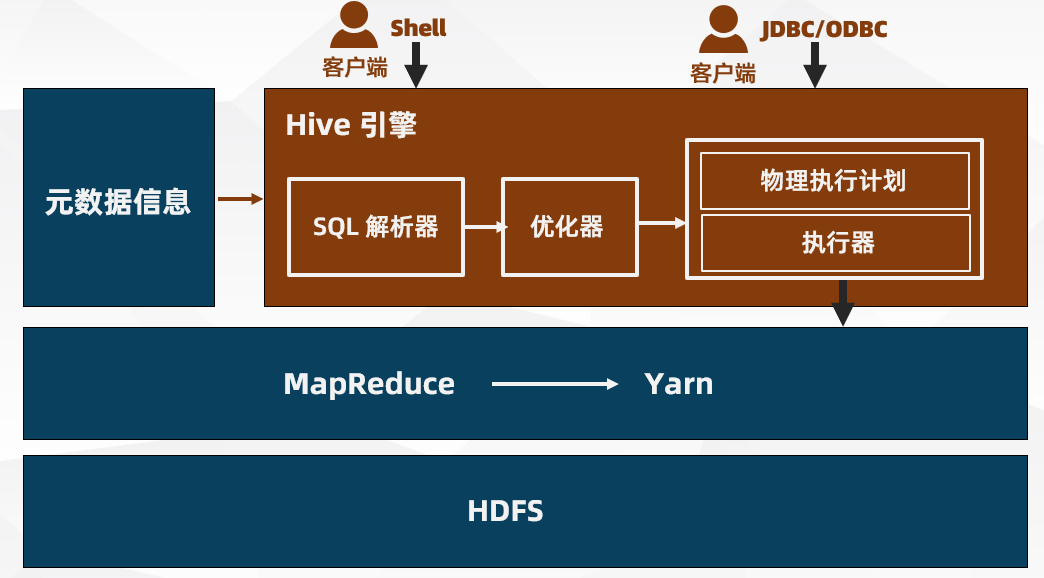 Shell
客户端
JDBC/ODBC
客户端
Hive 引擎
元数据信息
SQL 解析器
优化器
物理执行计划
执行器
MapReduce
Yarn
HDFS